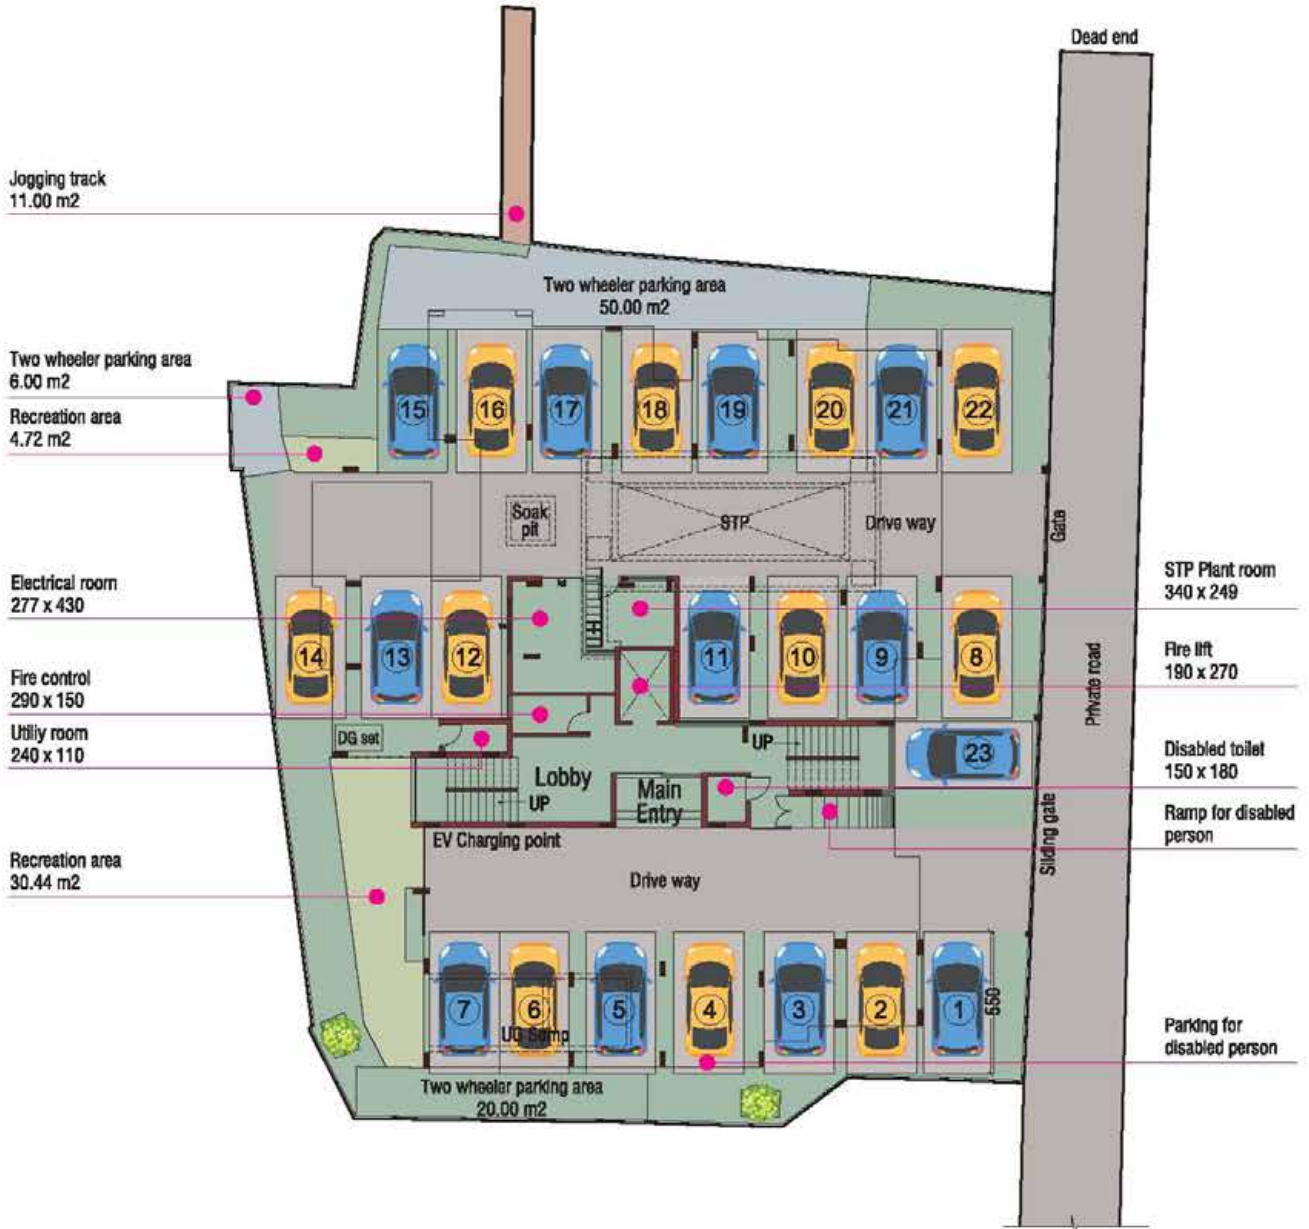 Dead end
Jogging track
11.00 m2
Two wheeler parking area
50.00 m2
Two wheeler parking area
6.00 m2
Recreation area
4.72 m2
15
16
17
18
19
20
21
22
Soak
pit
STP
Drive way
Gate
Electrical room
277 x 430
Fire control
290 x 150
Utiliy room
240 x 110
STP Plant room
340 x 249
Fire lift
190 x 270
Disabled toilet
150 x 180
Ramp for disabled
person
14
13
12
11
10
9
8
Private road
DG set
UP
23
Lobby
Main
Entry
UP
Sliding gate
EV Charging point
Drive way
Recreation area
30.44 m2
7
6
5
4
3
2
1
550
UG Sump
Parking for
disabled person
Two wheeler parking area
20.00 m2